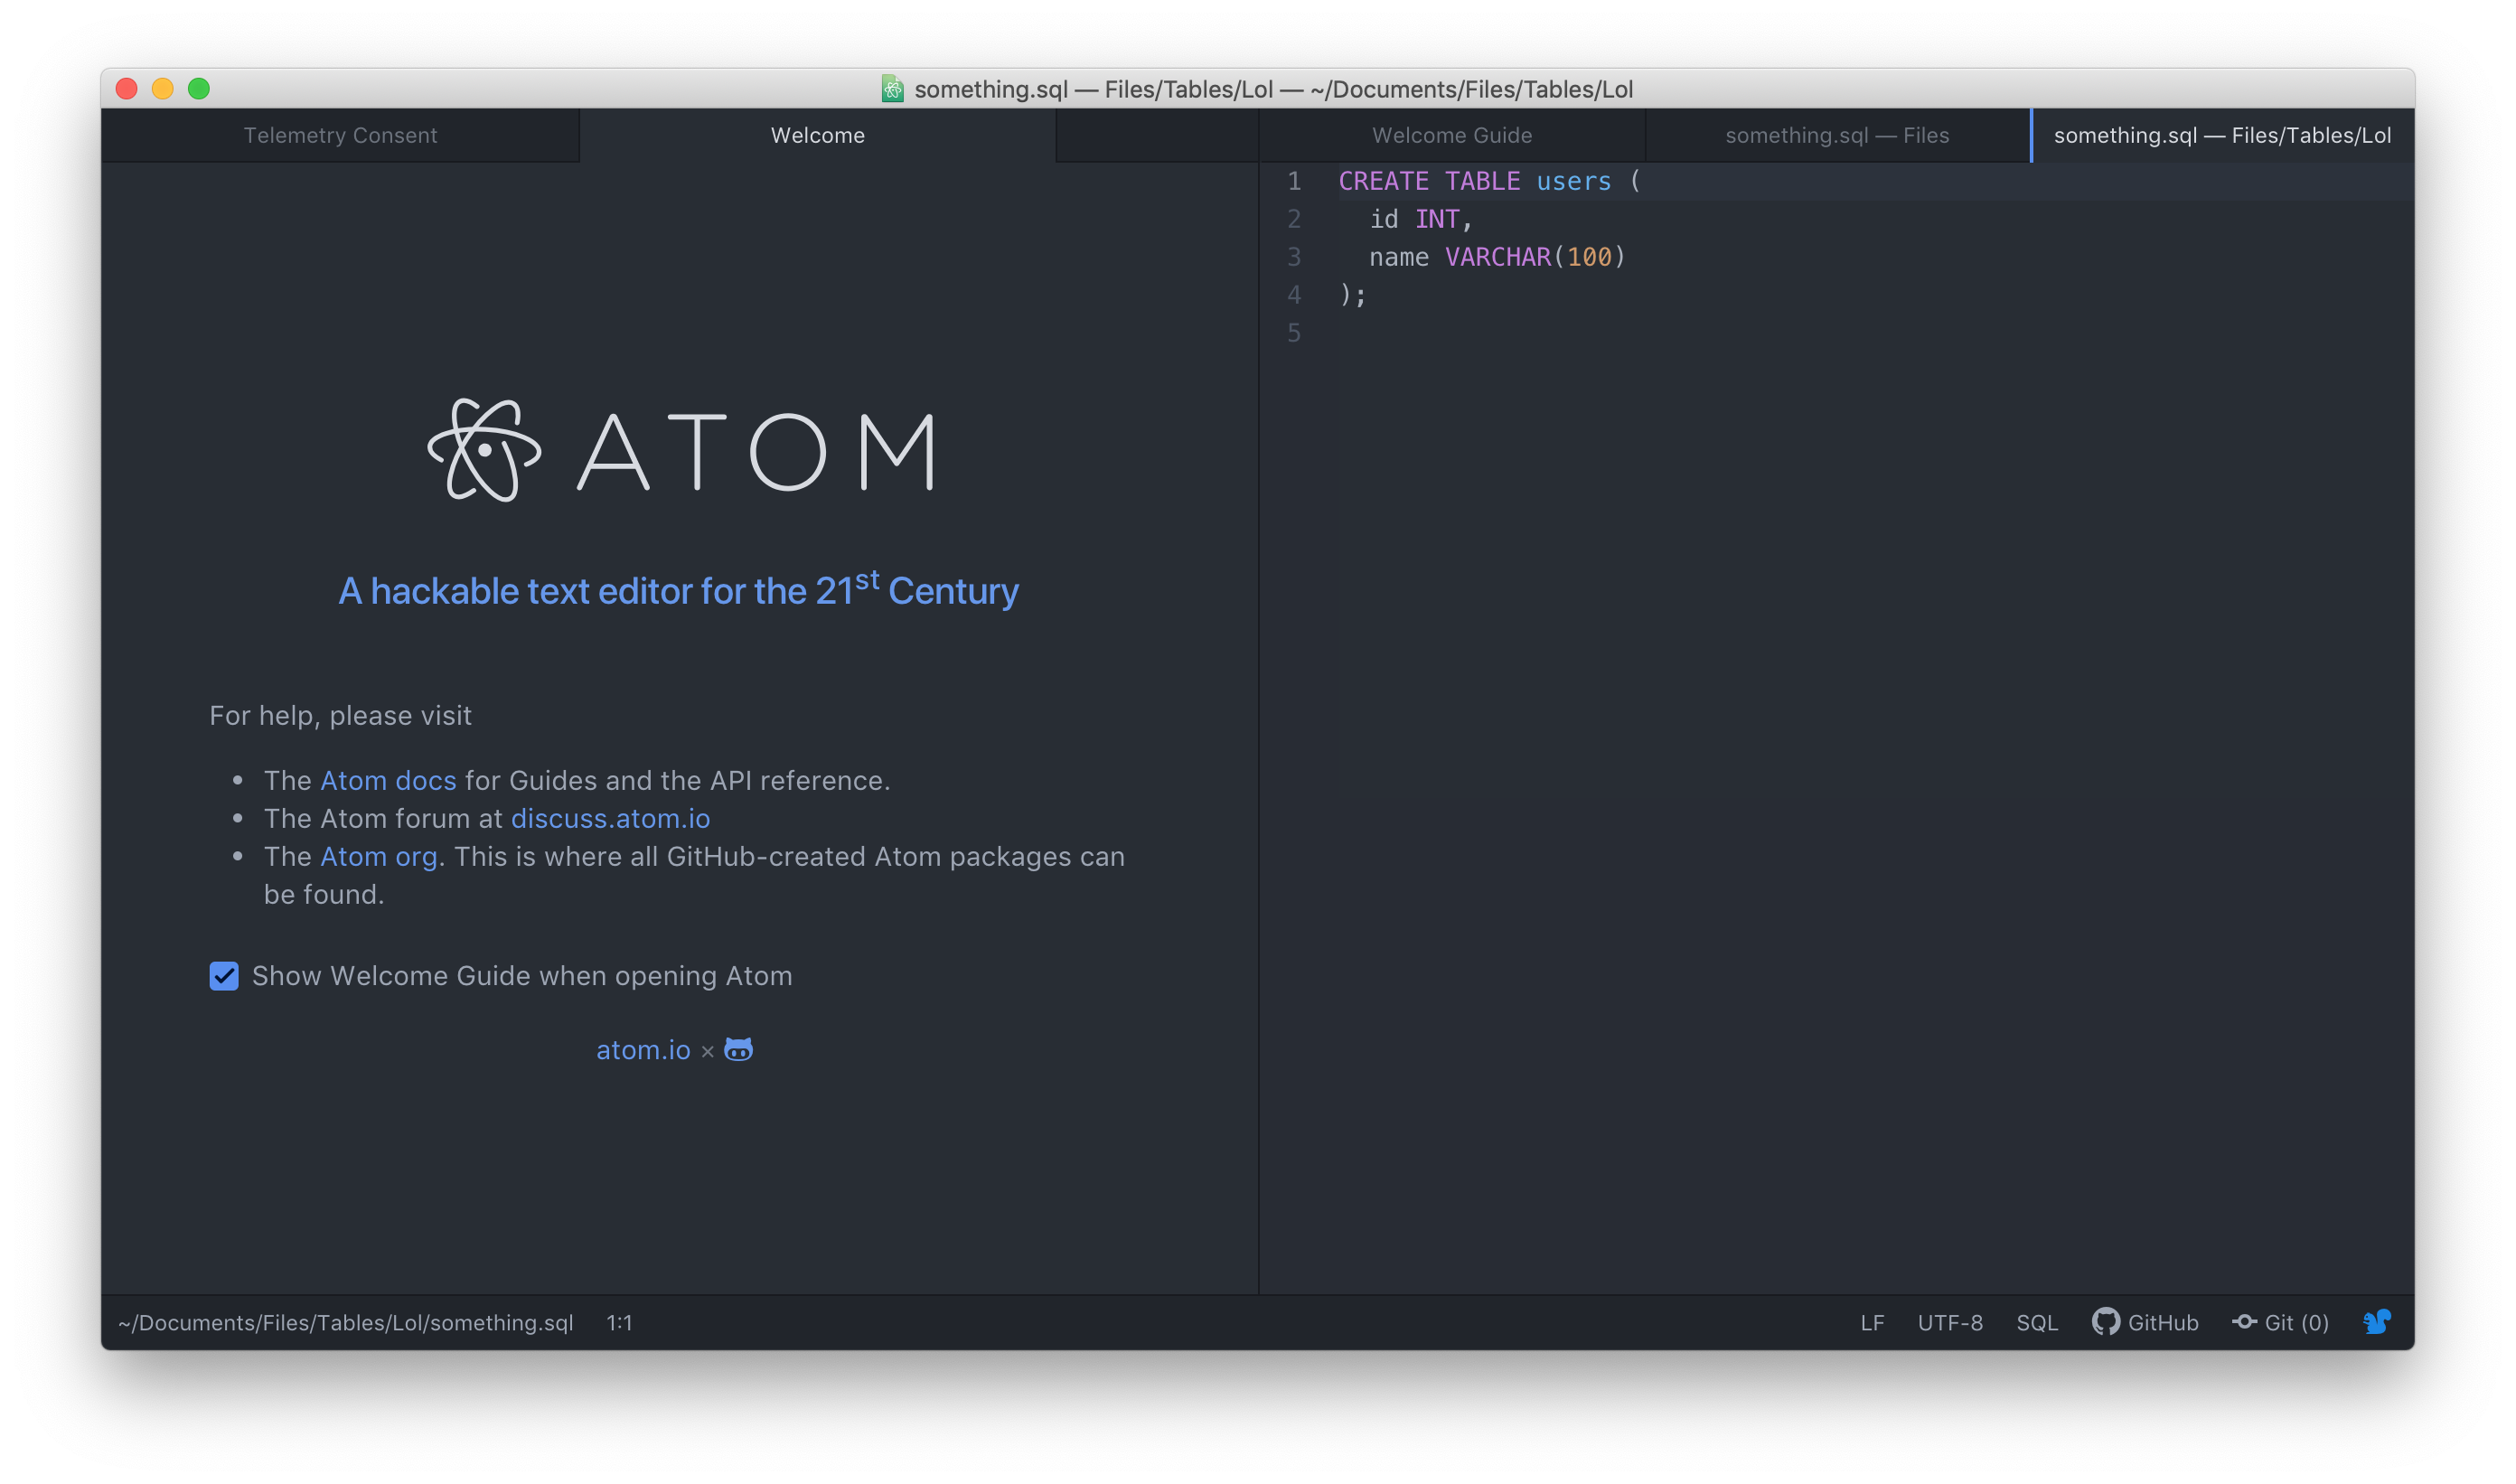 something.sql — Files/Tables/Lol — ~/Documents/Files/Tables/Lol
Telemetry Consent
Welcome
Welcome Guide
something.sql — Files
something.sql — Files/Tables/Lol
ATOM
A hackable text editor for the 21st Century
For help, please visit
• The Atom docs for Guides and the API reference.
• The Atom forum at discuss.atom.io
• The Atom org. This is where all GitHub-created Atom packages can
be found.
Show Welcome Guide when opening Atom
atom.io ×
1 CREATE TABLE users (
2   id INT,
3   name VARCHAR(100)
4 );
5
~/Documents/Files/Tables/Lol/something.sql 1:1
LF UTF-8 SQL GitHub Git (0)